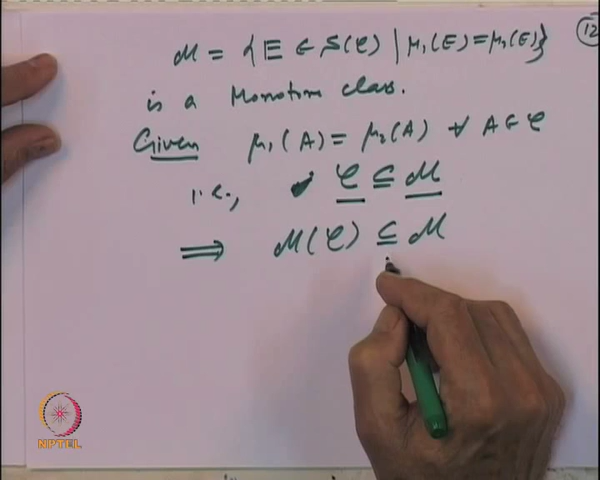 12
ℳ = {E ∈ S(𝒞) | μ₁(E) = μ₂(E)}
is a Monotone class.
Given μ₁(A) = μ₂(A) ∀ A ∈ 𝒞
i.e., ✓ 𝒞 ⊆ ℳ
⟹ ℳ(𝒞) ⊆ ℳ
NPTEL